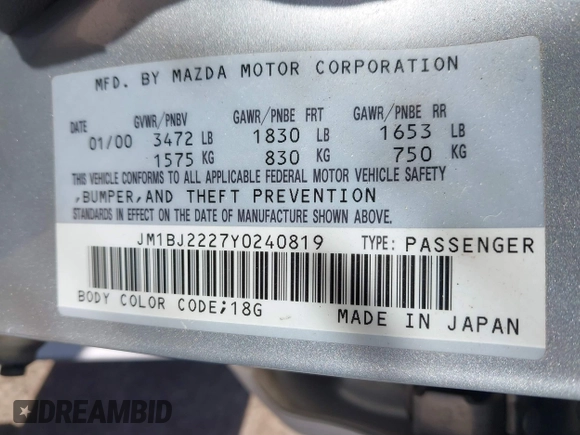 MFD. BY MAZDA MOTOR CORPORATION
DATE GVWR/PNBV GAWR/PNBE FRT GAWR/PNBE RR
01/00 3472 LB 1830 LB 1653 LB
1575 KG 830 KG 750 KG
THIS VEHICLE CONFORMS TO ALL APPLICABLE FEDERAL MOTOR VEHICLE SAFETY
,BUMPER,AND THEFT PREVENTION
STANDARDS IN EFFECT ON THE DATE OF MANUFACTURE SHOWN ABOVE.
JM1BJ2227Y0240819 TYPE: PASSENGER
BODY COLOR CODE;18G
MADE IN JAPAN
DREAMBID